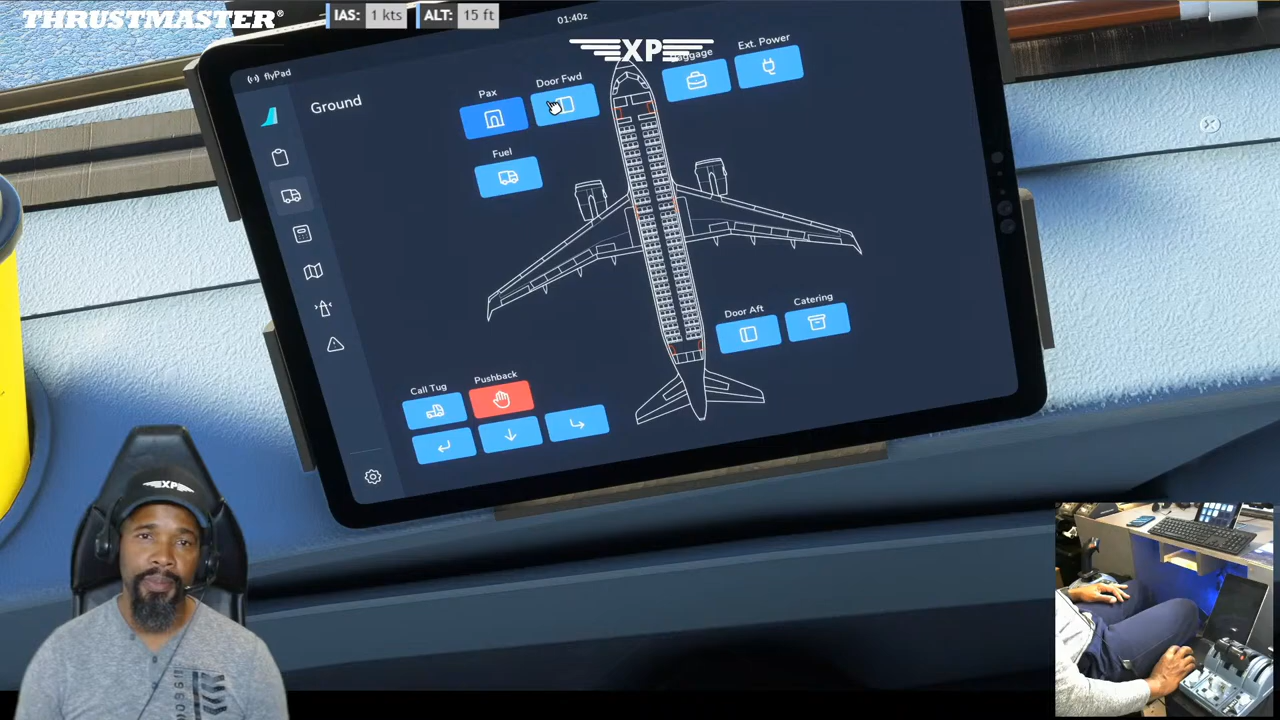 THRUSTMASTER®
IAS: 1 kts ALT: 15 ft
01:40z
XP
flyPad
Ground
Pax
Door Fwd
Baggage
Ext. Power
Fuel
Door Aft
Catering
Call Tug
Pushback
XP